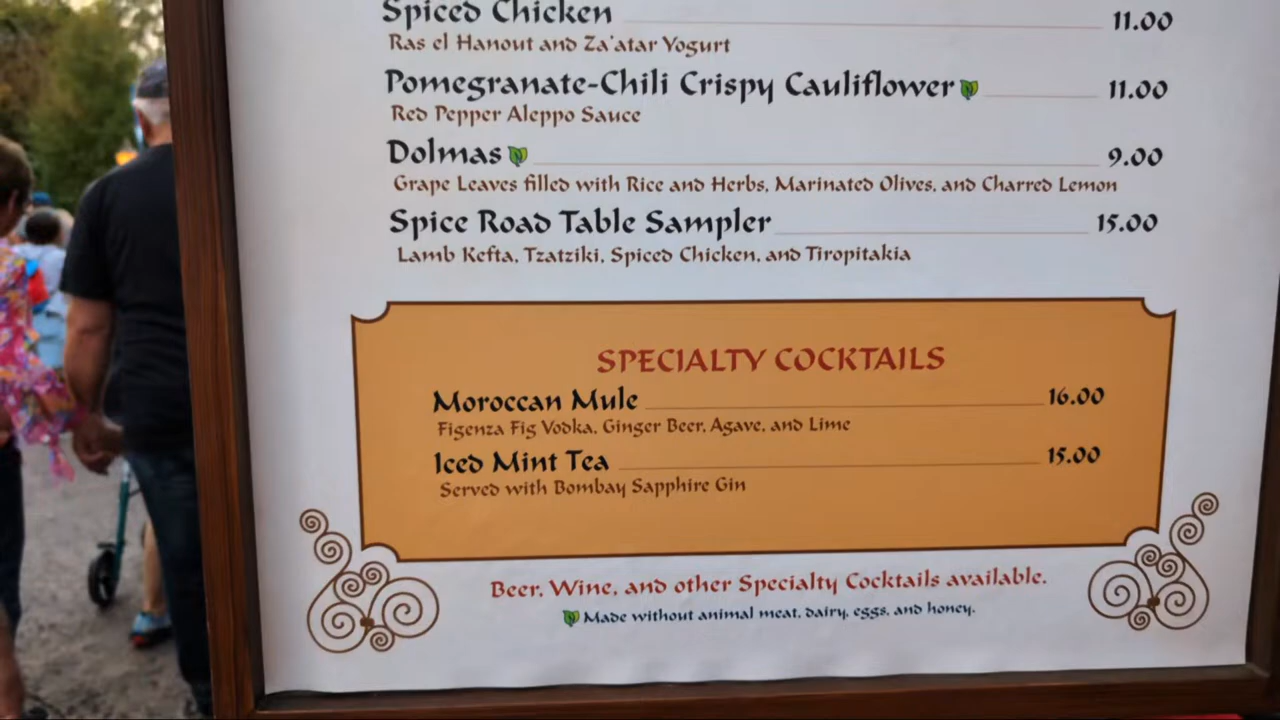 Spiced Chicken 11.00
Ras el Hanout and Za'atar Yogurt
Pomegranate-Chili Crispy Cauliflower 11.00
Red Pepper Aleppo Sauce
Dolmas 9.00
Grape Leaves filled with Rice and Herbs, Marinated Olives, and Charred Lemon
Spice Road Table Sampler 15.00
Lamb Kefta, Tzatziki, Spiced Chicken, and Tiropitakia
SPECIALTY COCKTAILS
Moroccan Mule 16.00
Figenza Fig Vodka, Ginger Beer, Agave, and Lime
Iced Mint Tea 15.00
Served with Bombay Sapphire Gin
Beer, Wine, and other Specialty Cocktails available.
Made without animal meat, dairy, eggs, and honey.